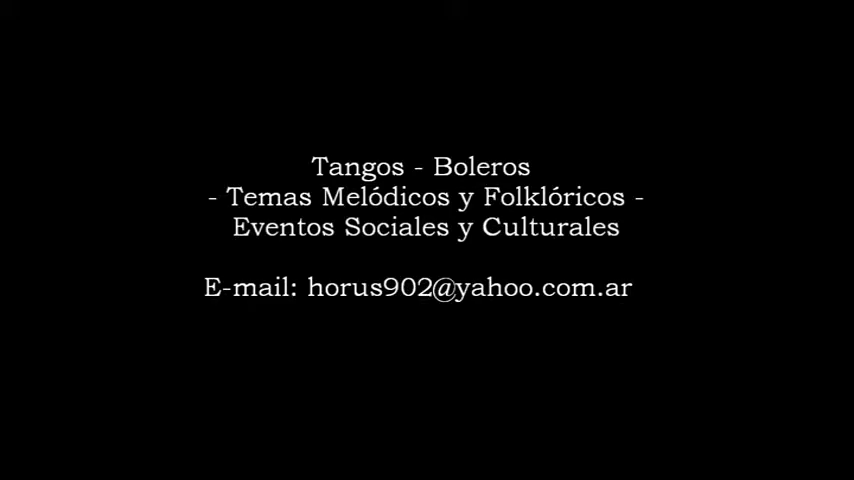 Tangos - Boleros
- Temas Melódicos y Folklóricos -
Eventos Sociales y Culturales
E-mail: horus902@yahoo.com.ar